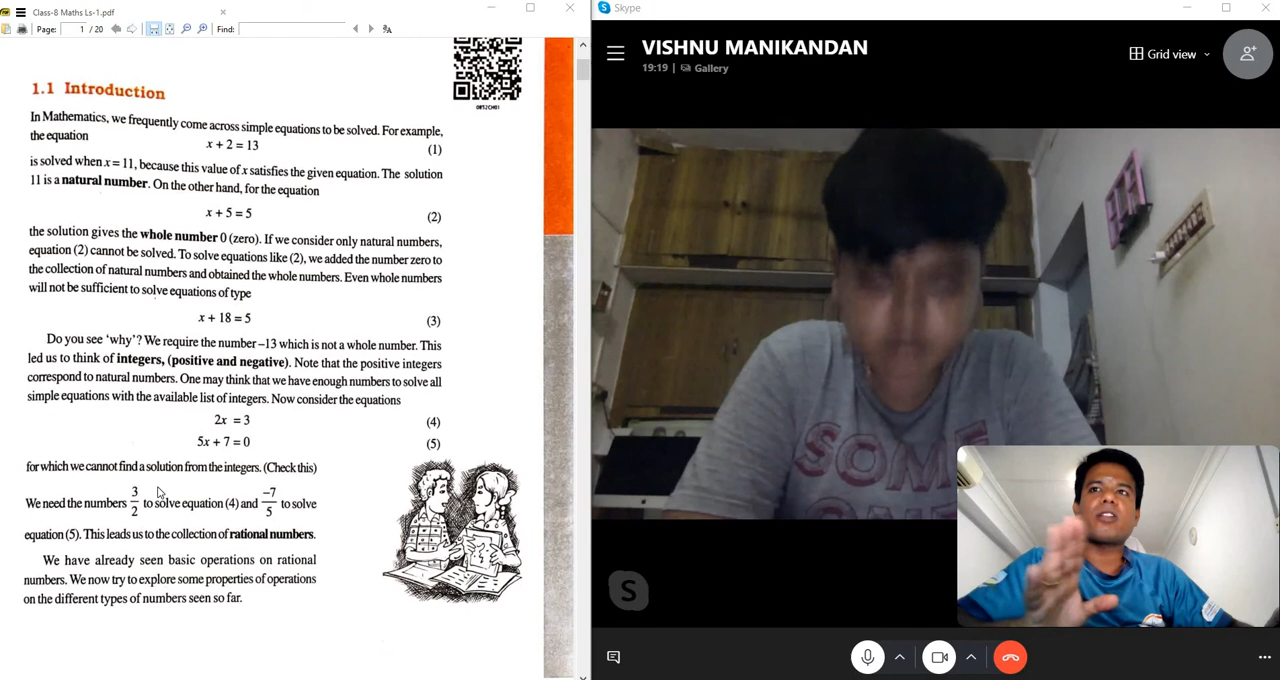 Class-8 Maths Ls-1.pdf
Page: 1 / 20 Find:
0852CH01
1.1 Introduction
In Mathematics, we frequently come across simple equations to be solved. For example,
the equation
x + 2 = 13 (1)
is solved when x = 11, because this value of x satisfies the given equation. The solution
11 is a natural number. On the other hand, for the equation
x + 5 = 5 (2)
the solution gives the whole number 0 (zero). If we consider only natural numbers,
equation (2) cannot be solved. To solve equations like (2), we added the number zero to
the collection of natural numbers and obtained the whole numbers. Even whole numbers
will not be sufficient to solve equations of type
x + 18 = 5 (3)
Do you see 'why'? We require the number –13 which is not a whole number. This
led us to think of integers, (positive and negative). Note that the positive integers
correspond to natural numbers. One may think that we have enough numbers to solve all
simple equations with the available list of integers. Now consider the equations
2x = 3 (4)
5x + 7 = 0 (5)
for which we cannot find a solution from the integers. (Check this)
We need the numbers 3/2 to solve equation (4) and –7/5 to solve
equation (5). This leads us to the collection of rational numbers.
We have already seen basic operations on rational
numbers. We now try to explore some properties of operations
on the different types of numbers seen so far.
Skype
VISHNU MANIKANDAN
19:19 | Gallery
Grid view
SOME
S